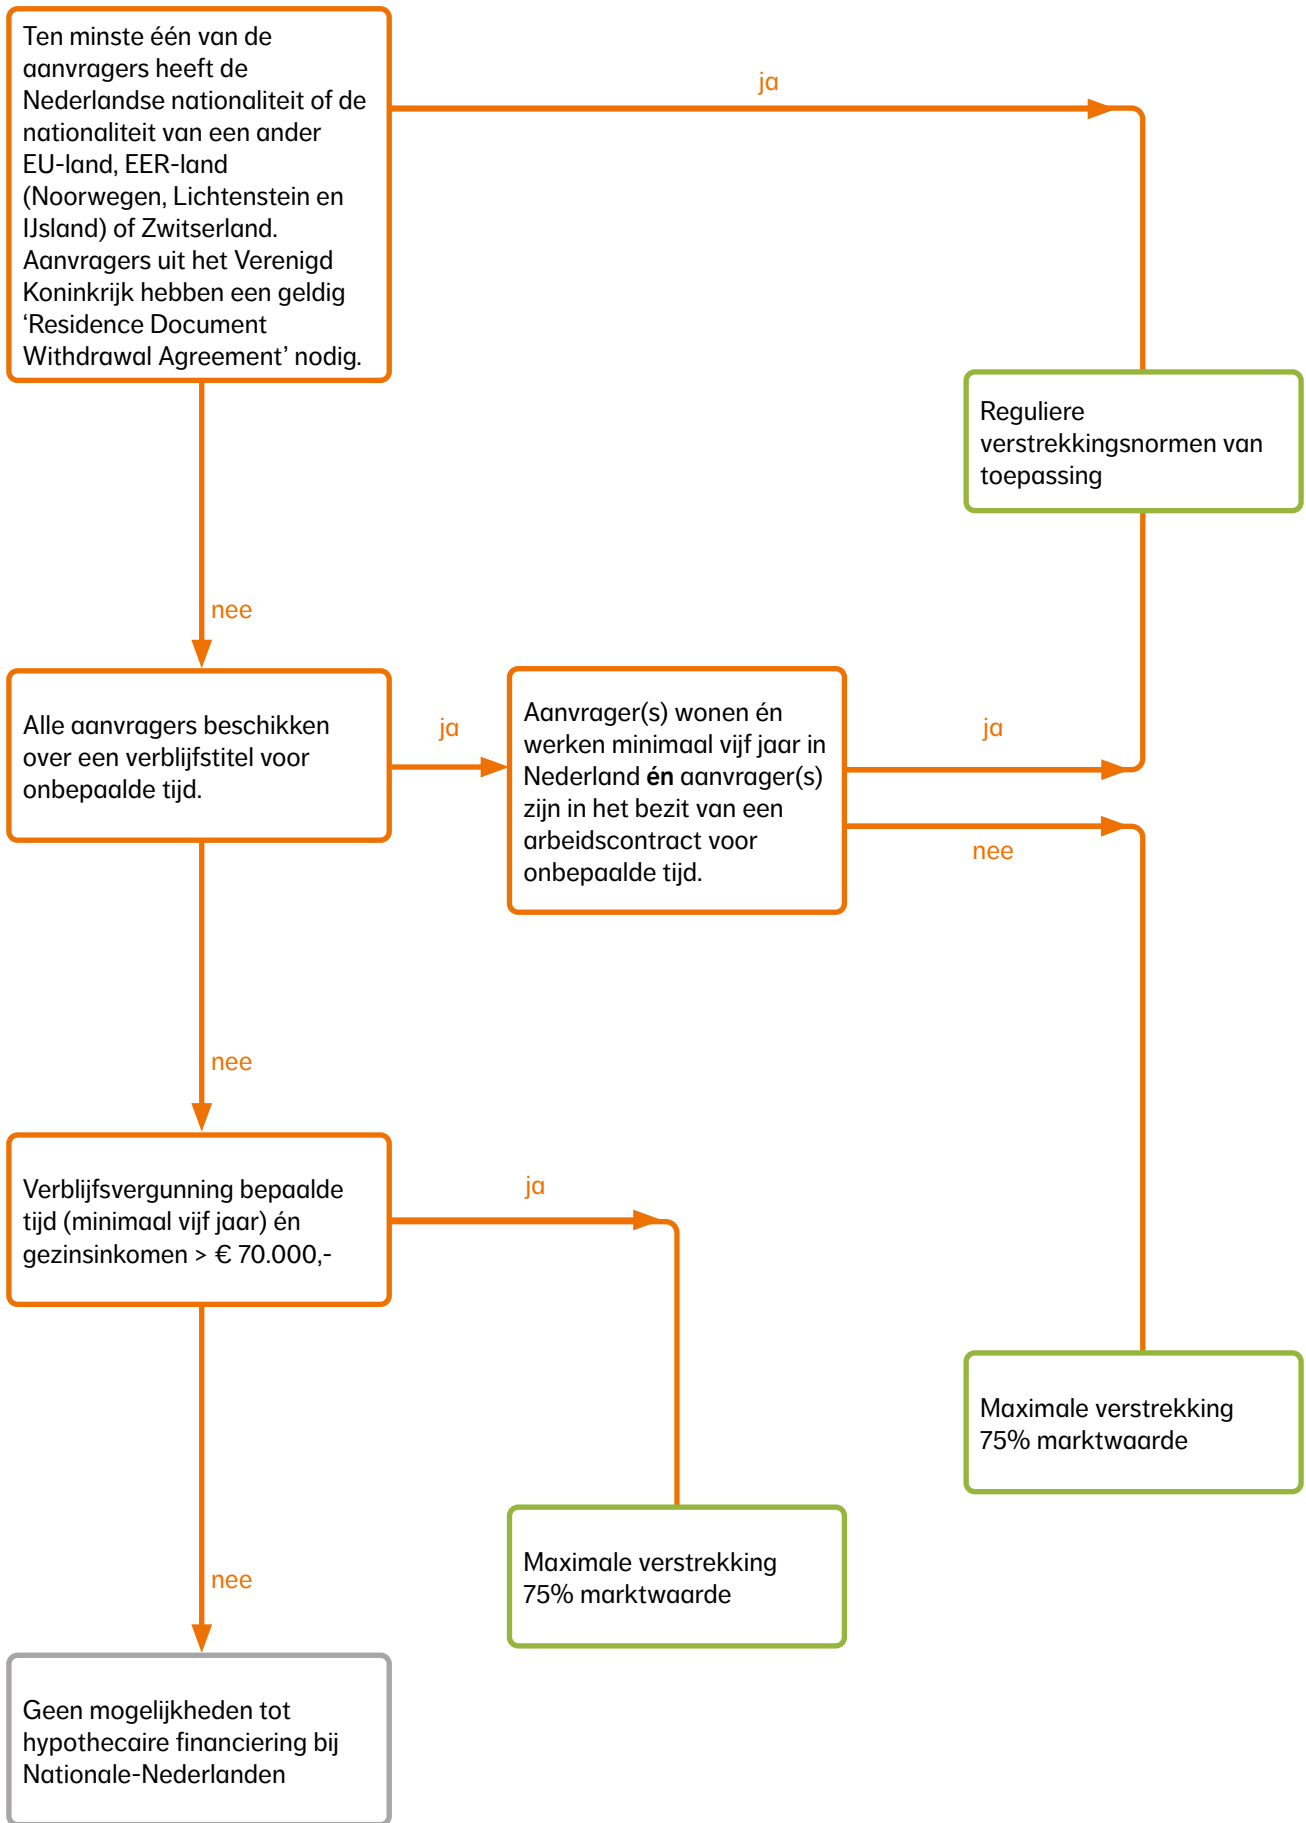 Ten minste één van de
aanvragers heeft de
Nederlandse nationaliteit of de
nationaliteit van een ander
EU-land, EER-land
(Noorwegen, Lichtenstein en
IJsland) of Zwitserland.
Aanvragers uit het Verenigd
Koninkrijk hebben een geldig
‘Residence Document
Withdrawal Agreement’ nodig.
ja
Reguliere
verstrekkingsnormen van
toepassing
nee
Alle aanvragers beschikken
over een verblijfstitel voor
onbepaalde tijd.
ja
Aanvrager(s) wonen én
werken minimaal vijf jaar in
Nederland én aanvrager(s)
zijn in het bezit van een
arbeidscontract voor
onbepaalde tijd.
ja
nee
nee
Verblijfsvergunning bepaalde
tijd (minimaal vijf jaar) én
gezinsinkomen > € 70.000,-
ja
Maximale verstrekking
75% marktwaarde
Maximale verstrekking
75% marktwaarde
nee
Geen mogelijkheden tot
hypothecaire financiering bij
Nationale-Nederlanden